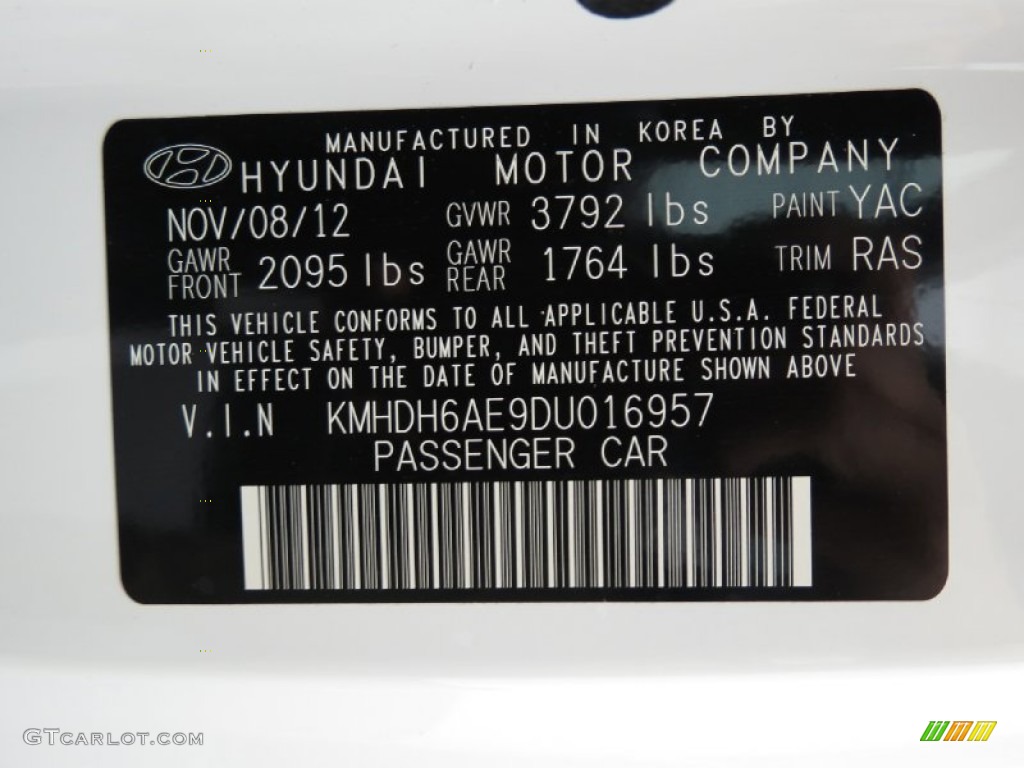 MANUFACTURED IN KOREA BY
HYUNDAI MOTOR COMPANY
NOV/08/12 GVWR 3792 lbs PAINT YAC
GAWR FRONT 2095 lbs GAWR REAR 1764 lbs TRIM RAS
THIS VEHICLE CONFORMS TO ALL APPLICABLE U.S.A. FEDERAL
MOTOR VEHICLE SAFETY, BUMPER, AND THEFT PREVENTION STANDARDS
IN EFFECT ON THE DATE OF MANUFACTURE SHOWN ABOVE
V.I.N KMHDH6AE9DU016957
PASSENGER CAR
GTCARLOT.COM